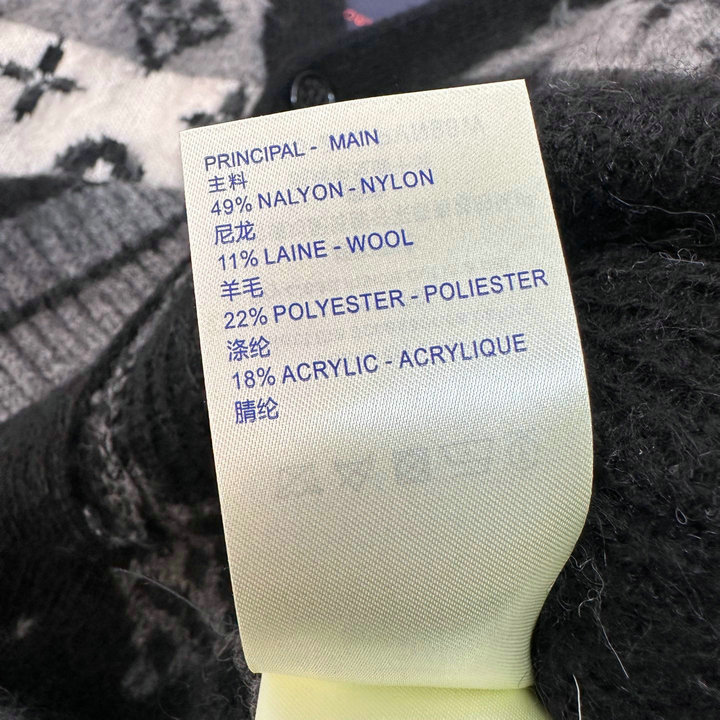 PRINCIPAL - MAIN
主料
49% NALYON - NYLON
尼龙
11% LAINE - WOOL
羊毛
22% POLYESTER - POLIESTER
涤纶
18% ACRYLIC - ACRYLIQUE
腈纶